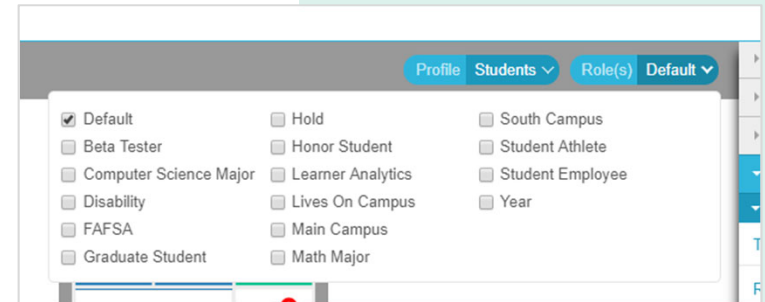 Profile Students Role(s) Default
Default
Beta Tester
Computer Science Major
Disability
FAFSA
Graduate Student
Hold
Honor Student
Learner Analytics
Lives On Campus
Main Campus
Math Major
South Campus
Student Athlete
Student Employee
Year